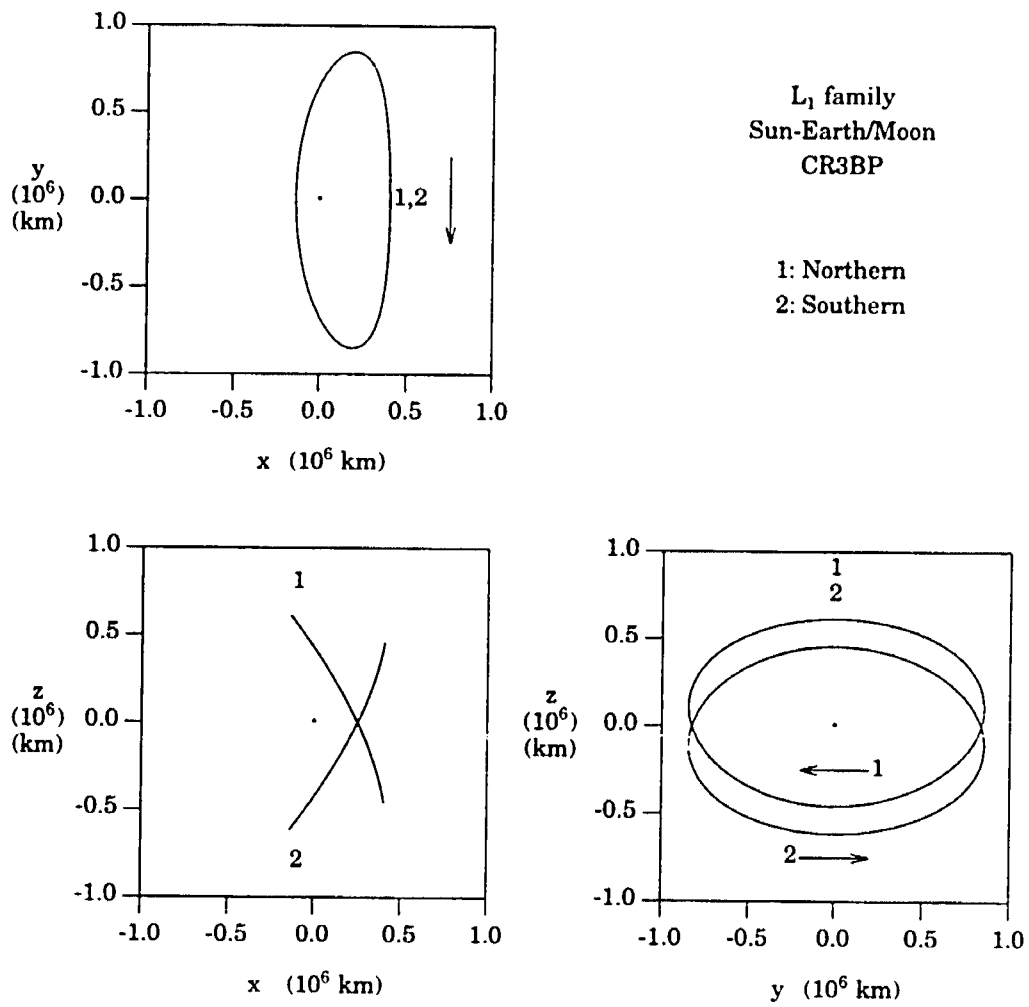 1.0
0.5
y
(10⁶)
(km)
0.0
-0.5
-1.0
1,2
-1.0 -0.5 0.0 0.5 1.0
x (10⁶ km)
L₁ family
Sun-Earth/Moon
CR3BP
1: Northern
2: Southern
1.0
0.5
z
(10⁶)
(km)
0.0
-0.5
-1.0
1
2
-1.0 -0.5 0.0 0.5 1.0
x (10⁶ km)
1.0
0.5
z
(10⁶)
(km)
0.0
-0.5
-1.0
1
2
1
2
-1.0 -0.5 0.0 0.5 1.0
y (10⁶ km)